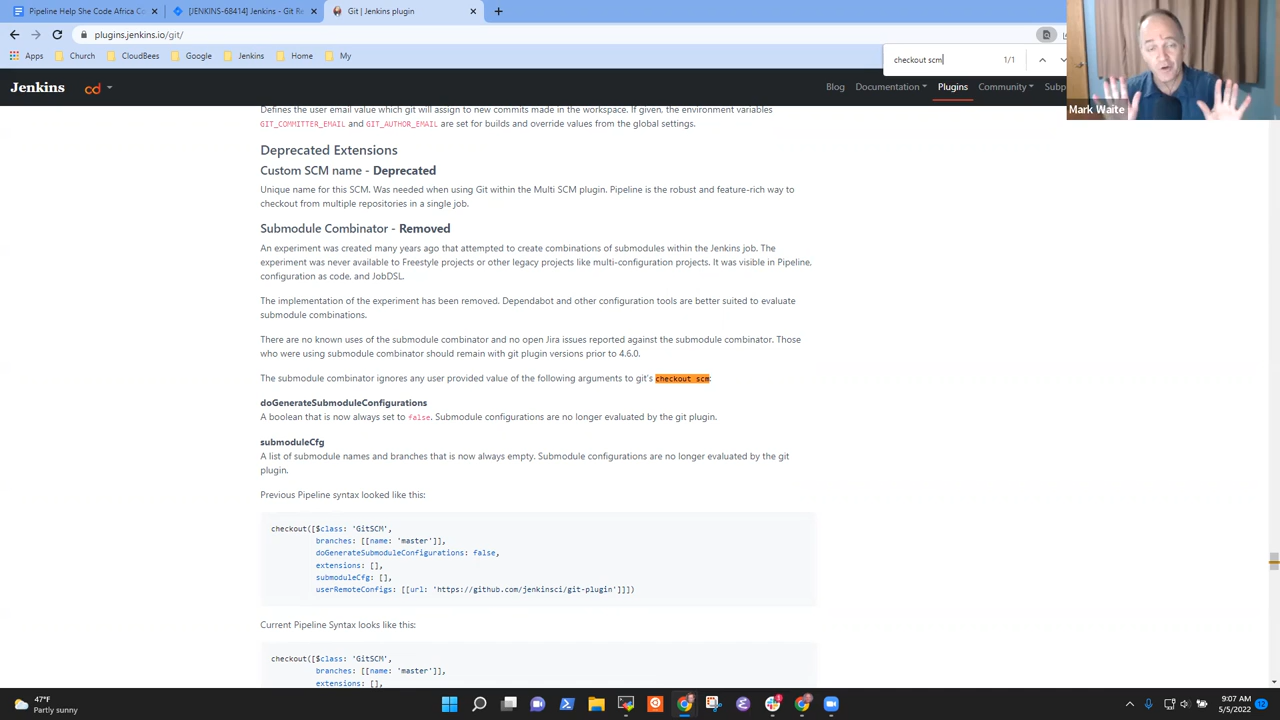 Pipeline Help She Code Africa C
[JENKINS-68414] Jenkins - Git Re
Git | Jenkins plugin
plugins.jenkins.io/git/
Apps
Church
CloudBees
Google
Jenkins
Home
My
checkout scm
1/1
Jenkins
cd
Blog
Documentation
Plugins
Community
Subp
Mark Waite
Defines the user email value which git will assign to new commits made in the workspace. If given, the environment variables
GIT_COMMITTER_EMAIL and GIT_AUTHOR_EMAIL are set for builds and override values from the global settings.
Deprecated Extensions
Custom SCM name - Deprecated
Unique name for this SCM. Was needed when using Git within the Multi SCM plugin. Pipeline is the robust and feature-rich way to
checkout from multiple repositories in a single job.
Submodule Combinator - Removed
An experiment was created many years ago that attempted to create combinations of submodules within the Jenkins job. The
experiment was never available to Freestyle projects or other legacy projects like multi-configuration projects. It was visible in Pipeline,
configuration as code, and JobDSL.
The implementation of the experiment has been removed. Dependabot and other configuration tools are better suited to evaluate
submodule combinations.
There are no known uses of the submodule combinator and no open Jira issues reported against the submodule combinator. Those
who were using submodule combinator should remain with git plugin versions prior to 4.6.0.
The submodule combinator ignores any user provided value of the following arguments to git's checkout scm:
doGenerateSubmoduleConfigurations
A boolean that is now always set to false. Submodule configurations are no longer evaluated by the git plugin.
submoduleCfg
A list of submodule names and branches that is now always empty. Submodule configurations are no longer evaluated by the git
plugin.
Previous Pipeline syntax looked like this:
checkout([$class: 'GitSCM',
branches: [[name: 'master']],
doGenerateSubmoduleConfigurations: false,
extensions: [],
submoduleCfg: [],
userRemoteConfigs: [[url: 'https://github.com/jenkinsci/git-plugin']]])
Current Pipeline Syntax looks like this:
checkout([$class: 'GitSCM',
branches: [[name: 'master']],
extensions: [],
47°F
Partly sunny
9:07 AM
5/5/2022
12